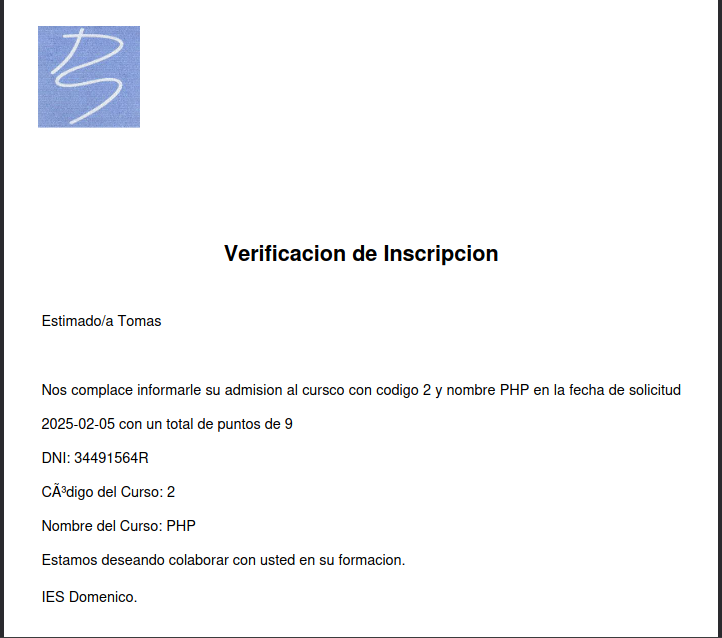 Verificacion de Inscripcion
Estimado/a Tomas
Nos complace informarle su admision al cursco con codigo 2 y nombre PHP en la fecha de solicitud
2025-02-05 con un total de puntos de 9
DNI: 34491564R
CÃ³digo del Curso: 2
Nombre del Curso: PHP
Estamos deseando colaborar con usted en su formacion.
IES Domenico.